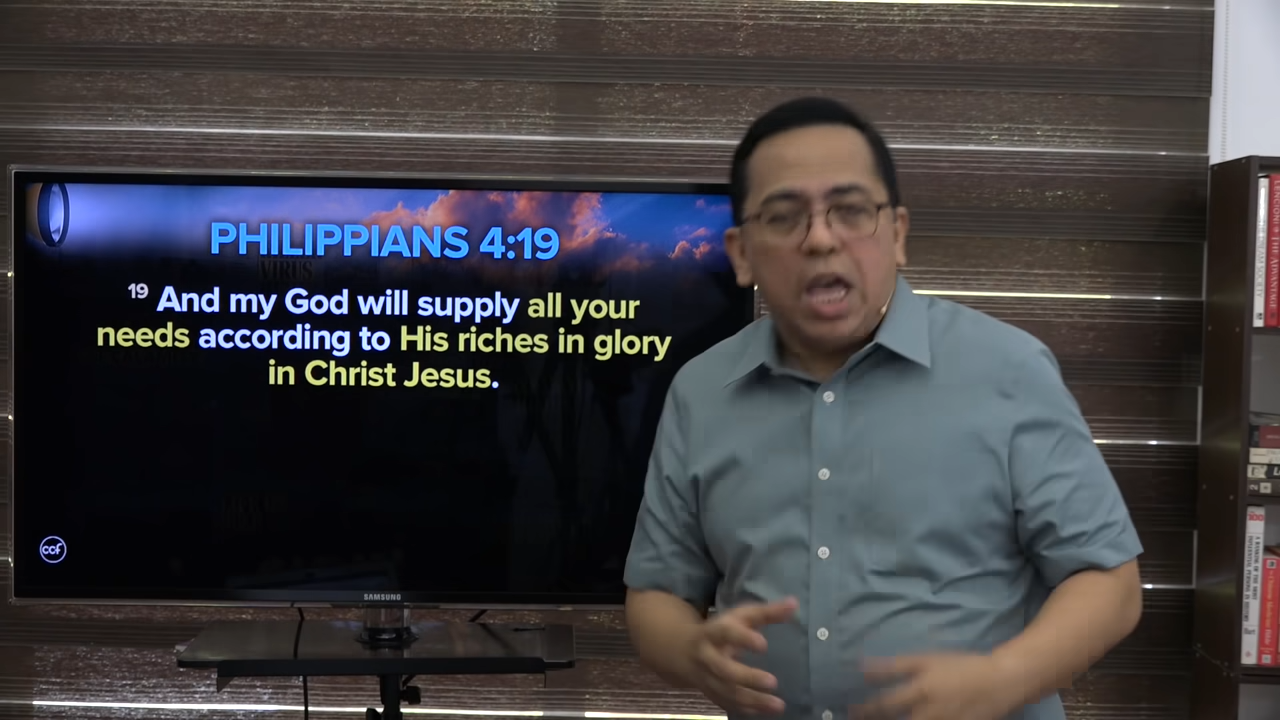 PHILIPPIANS 4:19
19 And my God will supply all your
needs according to His riches in glory
in Christ Jesus.
ccf
SAMSUNG